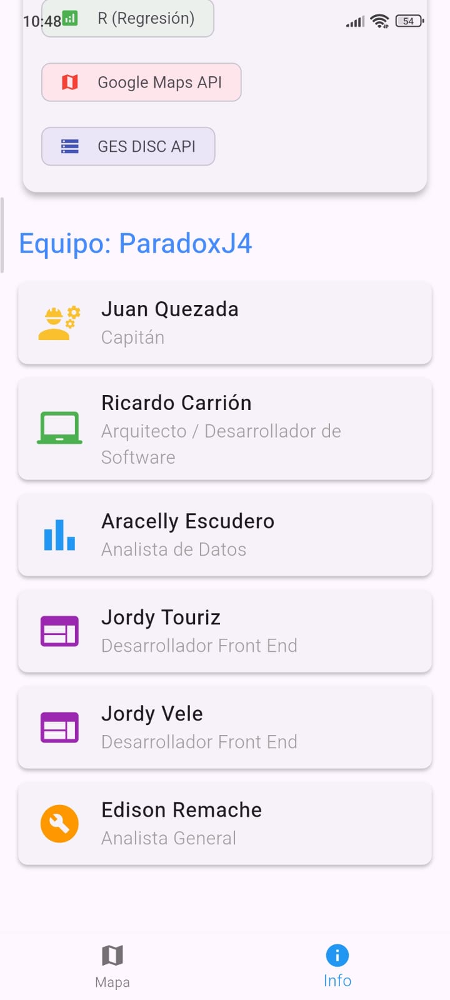 10:48
R (Regresión)
54
Google Maps API
GES DISC API
Equipo: ParadoxJ4
Juan Quezada
Capitán
Ricardo Carrión
Arquitecto / Desarrollador de
Software
Aracelly Escudero
Analista de Datos
Jordy Touriz
Desarrollador Front End
Jordy Vele
Desarrollador Front End
Edison Remache
Analista General
Mapa
Info